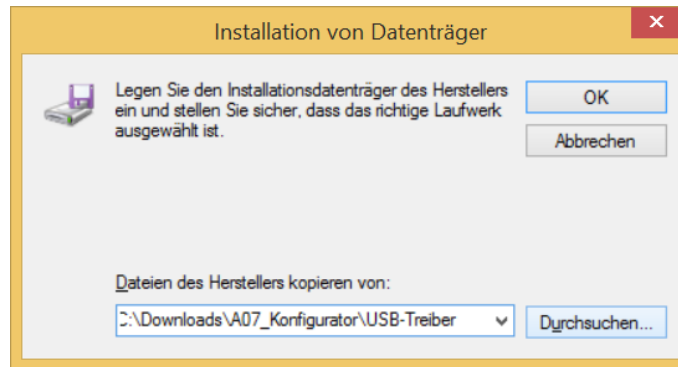 Installation von Datenträger
Legen Sie den Installationsdatenträger des Herstellers
ein und stellen Sie sicher, dass das richtige Laufwerk
ausgewählt ist.
OK
Abbrechen
Dateien des Herstellers kopieren von:
C:\Downloads\A07_Konfigurator\USB-Treiber
Durchsuchen...